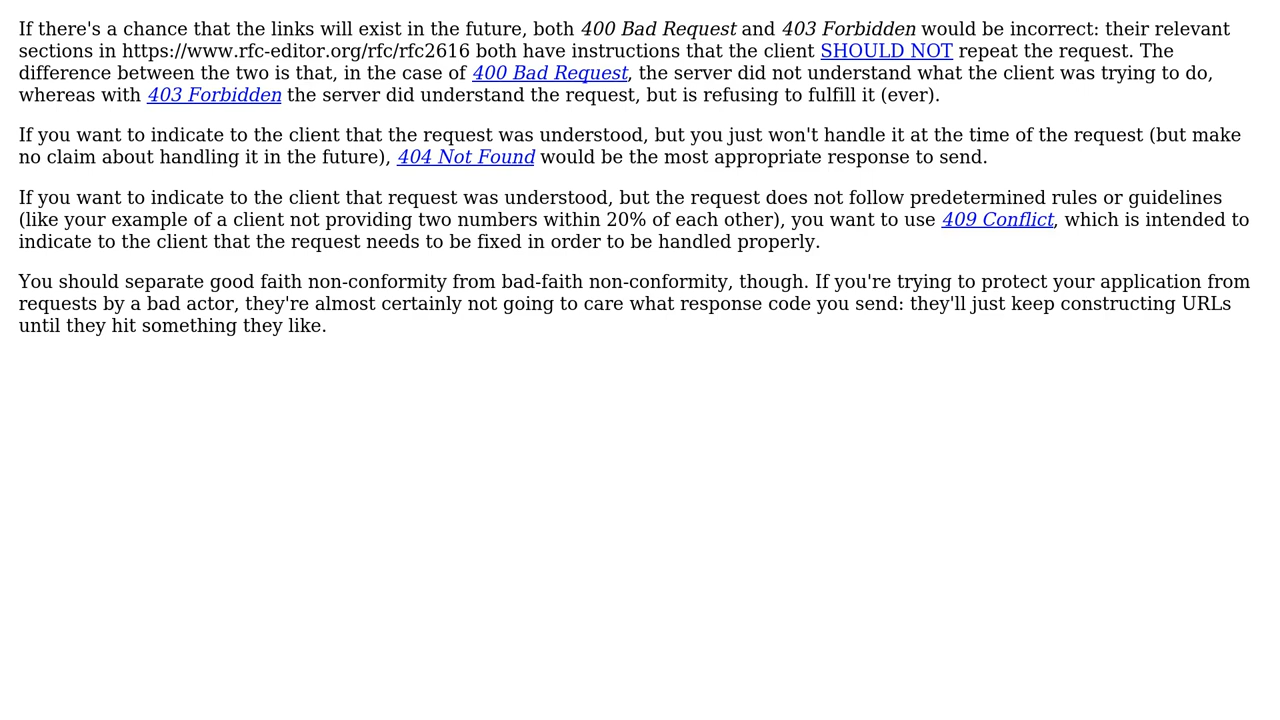 If there's a chance that the links will exist in the future, both 400 Bad Request and 403 Forbidden would be incorrect: their relevant
sections in https://www.rfc-editor.org/rfc/rfc2616 both have instructions that the client SHOULD NOT repeat the request. The
difference between the two is that, in the case of 400 Bad Request, the server did not understand what the client was trying to do,
whereas with 403 Forbidden the server did understand the request, but is refusing to fulfill it (ever).
If you want to indicate to the client that the request was understood, but you just won't handle it at the time of the request (but make
no claim about handling it in the future), 404 Not Found would be the most appropriate response to send.
If you want to indicate to the client that request was understood, but the request does not follow predetermined rules or guidelines
(like your example of a client not providing two numbers within 20% of each other), you want to use 409 Conflict, which is intended to
indicate to the client that the request needs to be fixed in order to be handled properly.
You should separate good faith non-conformity from bad-faith non-conformity, though. If you're trying to protect your application from
requests by a bad actor, they're almost certainly not going to care what response code you send: they'll just keep constructing URLs
until they hit something they like.